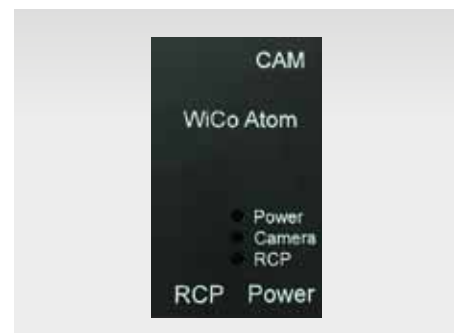 CAM
WiCo Atom
Power
Camera
RCP
RCP Power